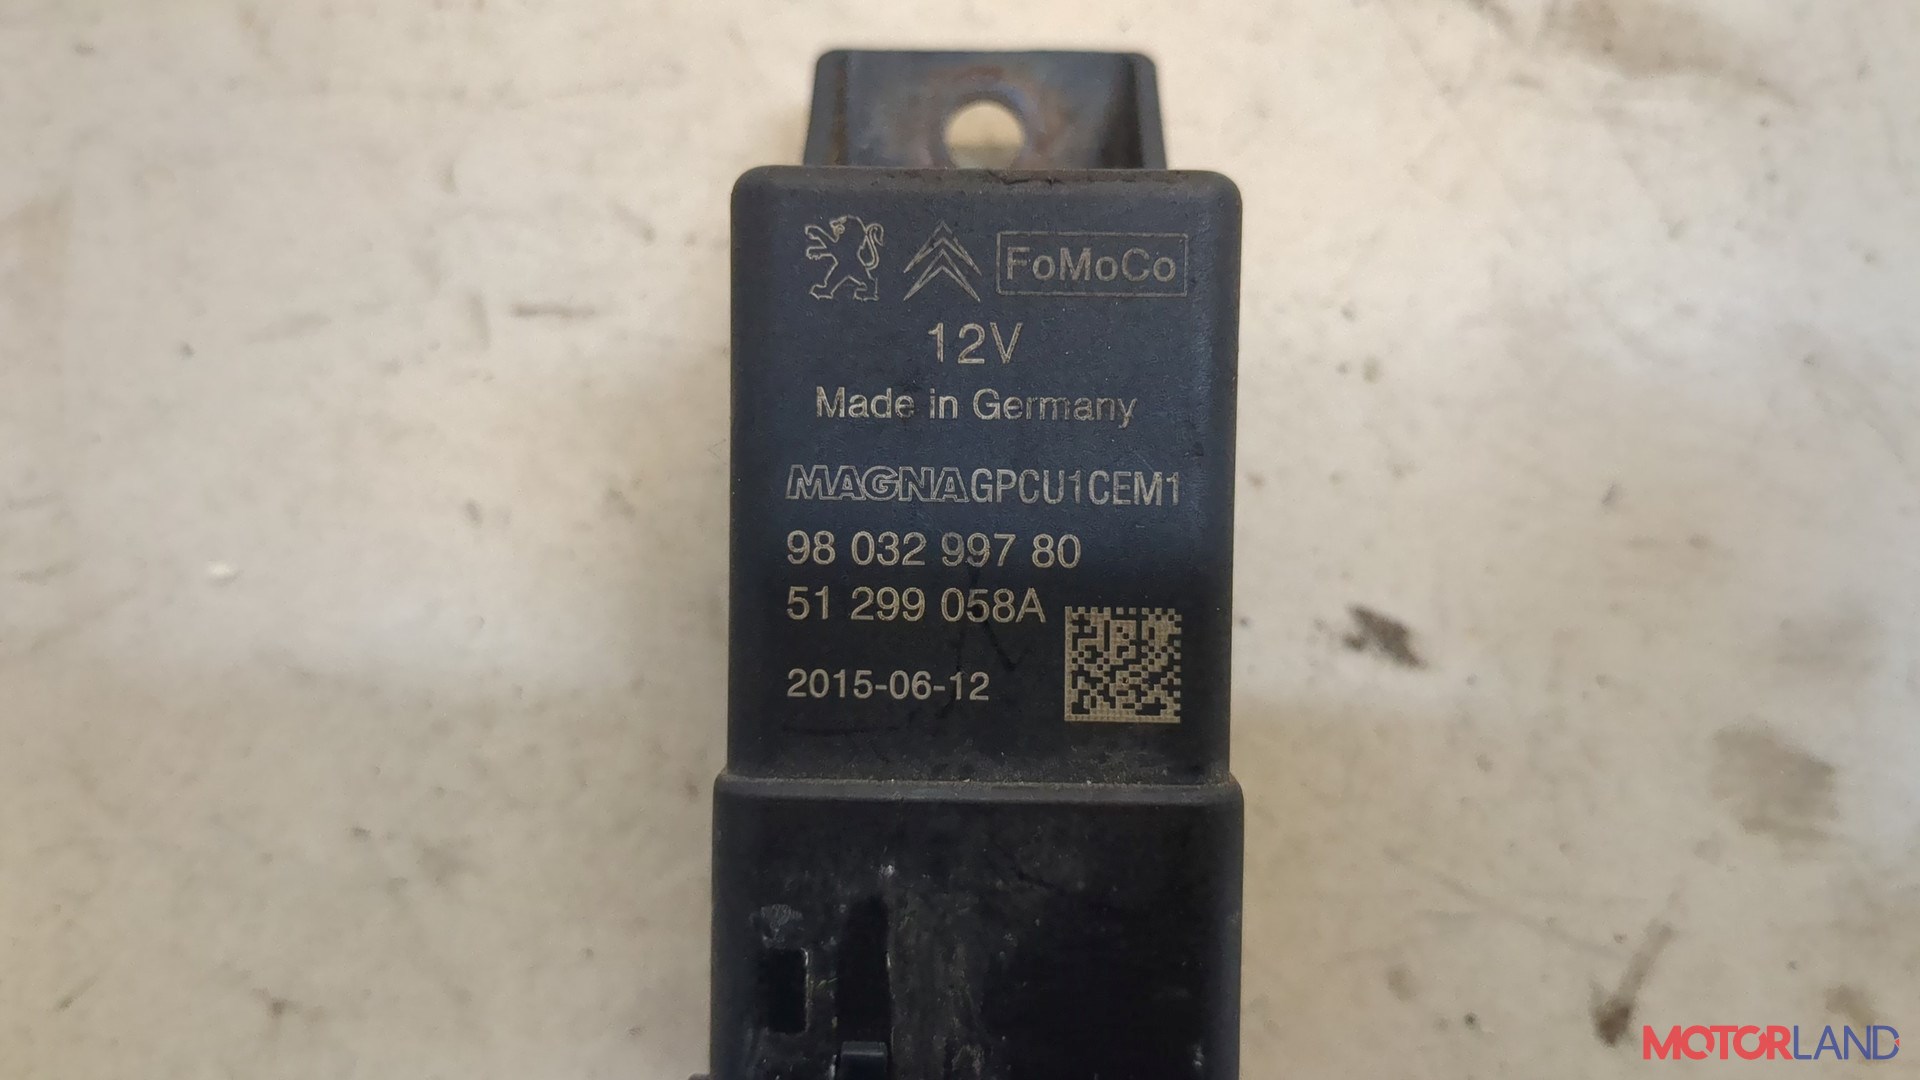 FoMoCo
12V
Made in Germany
MAGNA GPCU1CEM1
98 032 997 80
51 299 058A
2015-06-12
MOTORLAND